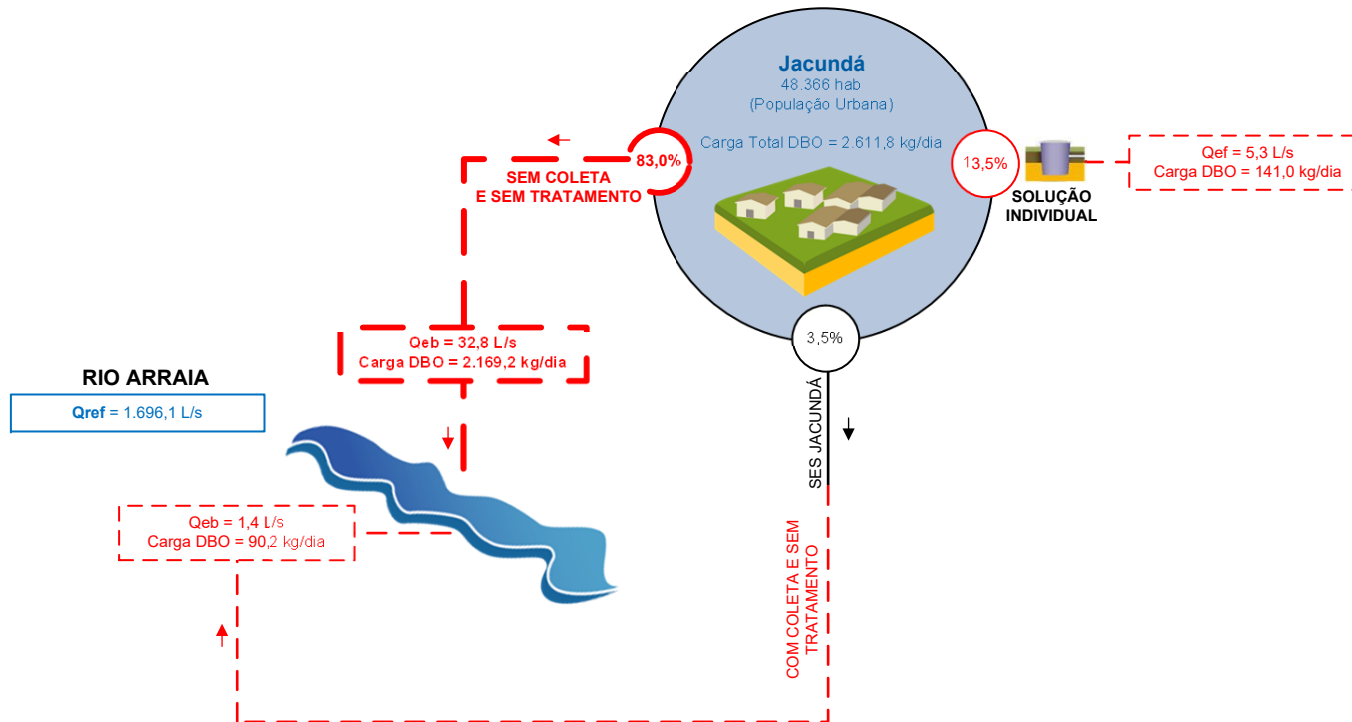 Jacundá
48.366 hab
(População Urbana)
Carga Total DBO = 2.611,8 kg/dia
83,0%
SEM COLETA
E SEM TRATAMENTO
13,5%
SOLUÇÃO
INDIVIDUAL
Qef = 5,3 L/s
Carga DBO = 141,0 kg/dia
3,5%
SES JACUNDÁ
COM COLETA E SEM
TRATAMENTO
Qeb = 32,8 L/s
Carga DBO = 2.169,2 kg/dia
RIO ARRAIA
Qref = 1.696,1 L/s
Qeb = 1,4 L/s
Carga DBO = 90,2 kg/dia